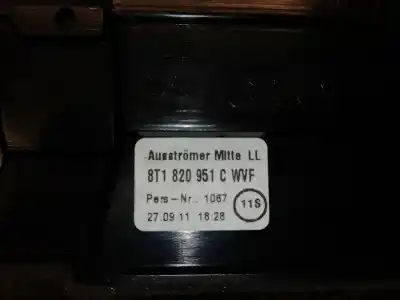 Ausströmer Mitte LL
8T1 820 951 C WVF
Pers-Nr.: 1067
27.09 11 18:28
11S